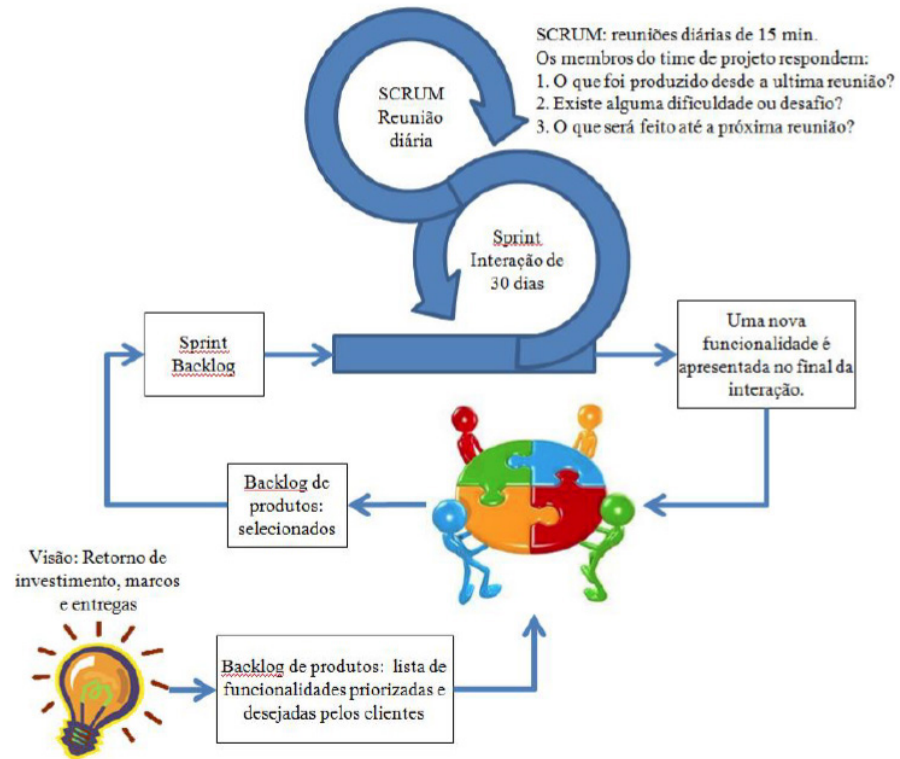 SCRUM: reuniões diárias de 15 min.
Os membros do time de projeto respondem:
1. O que foi produzido desde a ultima reunião?
2. Existe alguma dificuldade ou desafio?
3. O que será feito até a próxima reunião?
SCRUM
Reunião
diária
Sprint
Interação de
30 dias
Sprint
Backlog
Uma nova
funcionalidade é
apresentada no final da
interação.
Backlog de
produtos:
selecionados
Visão: Retorno de
investimento, marcos
e entregas
Backlog de produtos: lista de
funcionalidades priorizadas e
desejadas pelos clientes